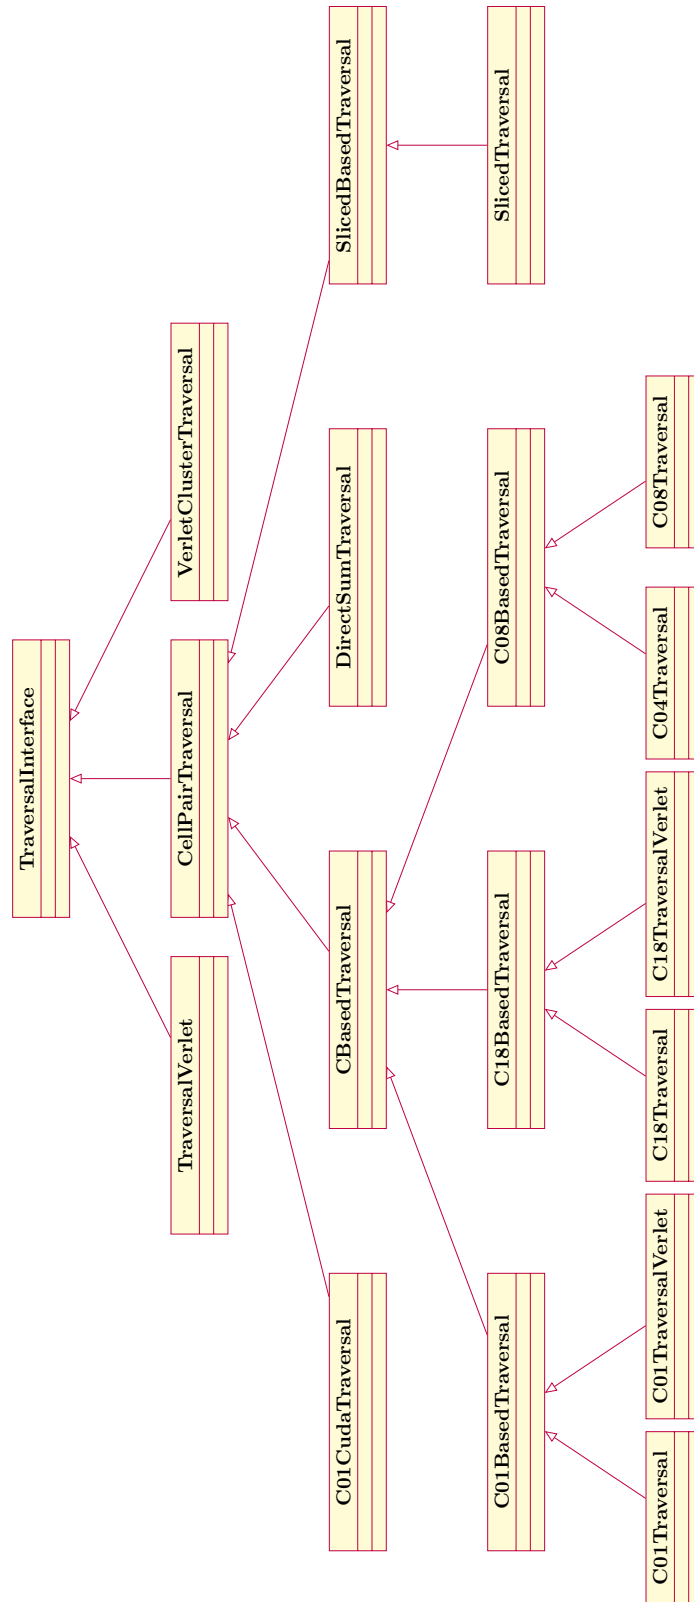 TraversalInterface
TraversalVerlet
CellPairTraversal
VerletClusterTraversal
C01CudaTraversal
CBasedTraversal
DirectSumTraversal
SlicedBasedTraversal
C01BasedTraversal
C18BasedTraversal
C08BasedTraversal
SlicedTraversal
C01Traversal
C01TraversalVerlet
C18Traversal
C18TraversalVerlet
C04Traversal
C08Traversal